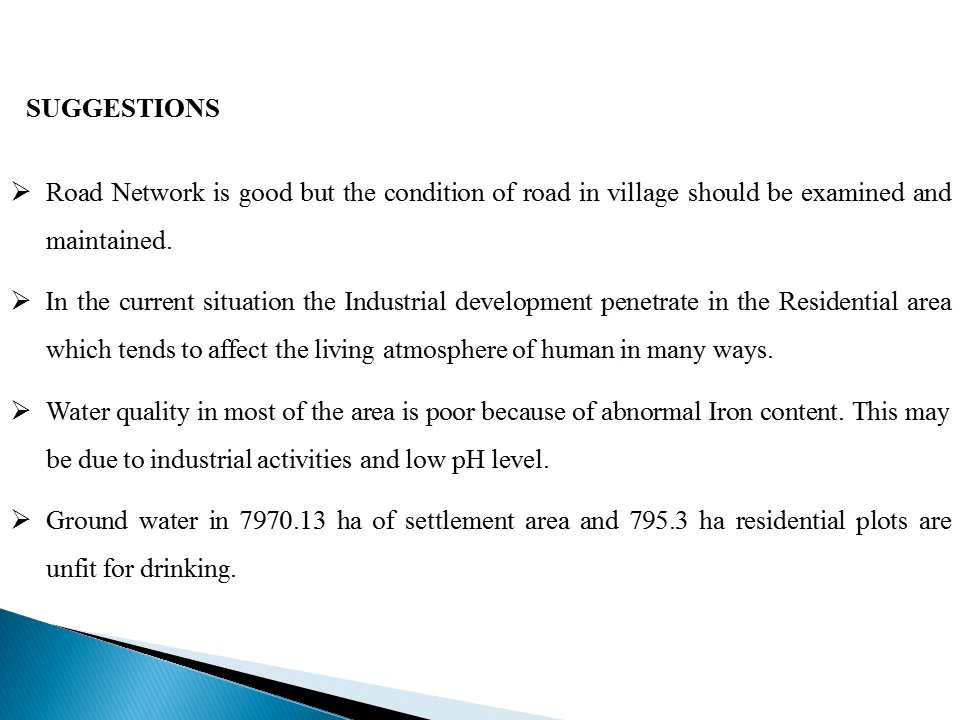 SUGGESTIONS
➢ Road Network is good but the condition of road in village should be examined and
maintained.
➢ In the current situation the Industrial development penetrate in the Residential area
which tends to affect the living atmosphere of human in many ways.
➢ Water quality in most of the area is poor because of abnormal Iron content. This may
be due to industrial activities and low pH level.
➢ Ground water in 7970.13 ha of settlement area and 795.3 ha residential plots are
unfit for drinking.